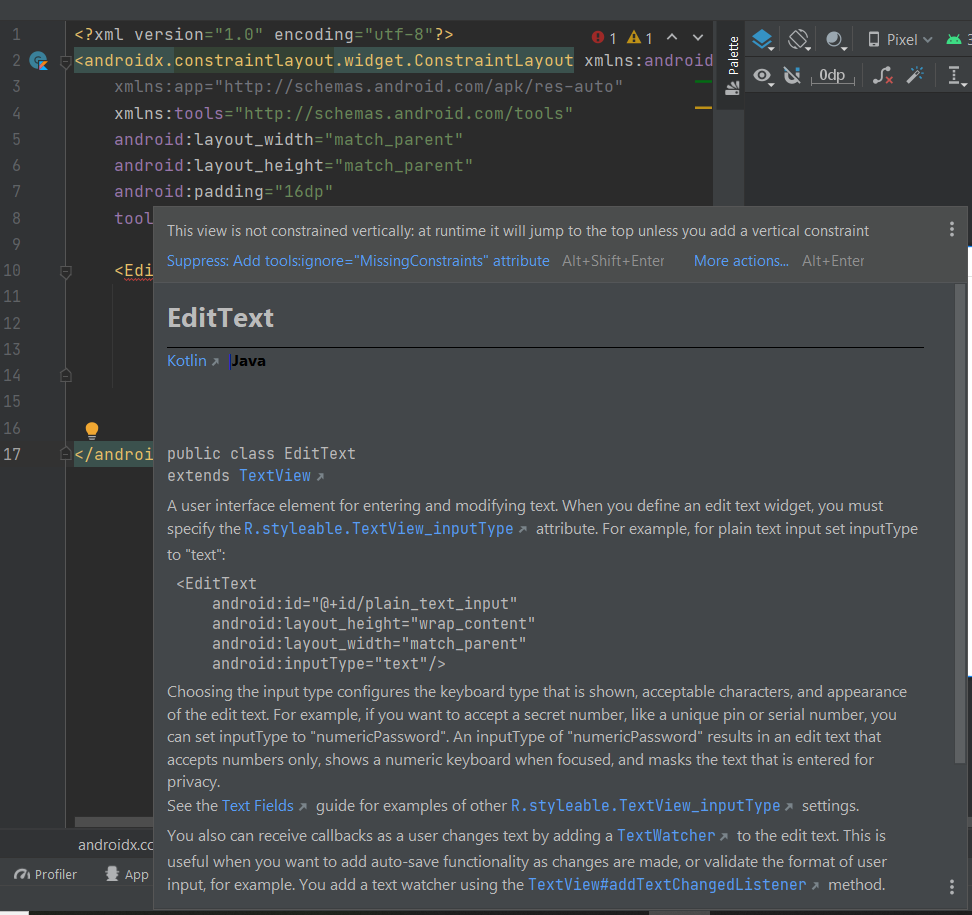 1 <?xml version="1.0" encoding="utf-8"?> 1 1
2 <androidx.constraintlayout.widget.ConstraintLayout xmlns:android
3 xmlns:app="http://schemas.android.com/apk/res-auto"
4 xmlns:tools="http://schemas.android.com/tools"
5 android:layout_width="match_parent"
6 android:layout_height="match_parent"
7 android:padding="16dp"
8 tool
9
10 <Edi
11
12
13
14
15
16
17 </androi
Palette
Pixel 3
0dp
This view is not constrained vertically: at runtime it will jump to the top unless you add a vertical constraint
Suppress: Add tools:ignore="MissingConstraints" attribute Alt+Shift+Enter More actions... Alt+Enter
EditText
Kotlin |Java
public class EditText
extends TextView
A user interface element for entering and modifying text. When you define an edit text widget, you must
specify the R.styleable.TextView_inputType attribute. For example, for plain text input set inputType
to "text":
<EditText
android:id="@+id/plain_text_input"
android:layout_height="wrap_content"
android:layout_width="match_parent"
android:inputType="text"/>
Choosing the input type configures the keyboard type that is shown, acceptable characters, and appearance
of the edit text. For example, if you want to accept a secret number, like a unique pin or serial number, you
can set inputType to "numericPassword". An inputType of "numericPassword" results in an edit text that
accepts numbers only, shows a numeric keyboard when focused, and masks the text that is entered for
privacy.
See the Text Fields guide for examples of other R.styleable.TextView_inputType settings.
You also can receive callbacks as a user changes text by adding a TextWatcher to the edit text. This is
useful when you want to add auto-save functionality as changes are made, or validate the format of user
input, for example. You add a text watcher using the TextView#addTextChangedListener method.
androidx.co
Profiler App